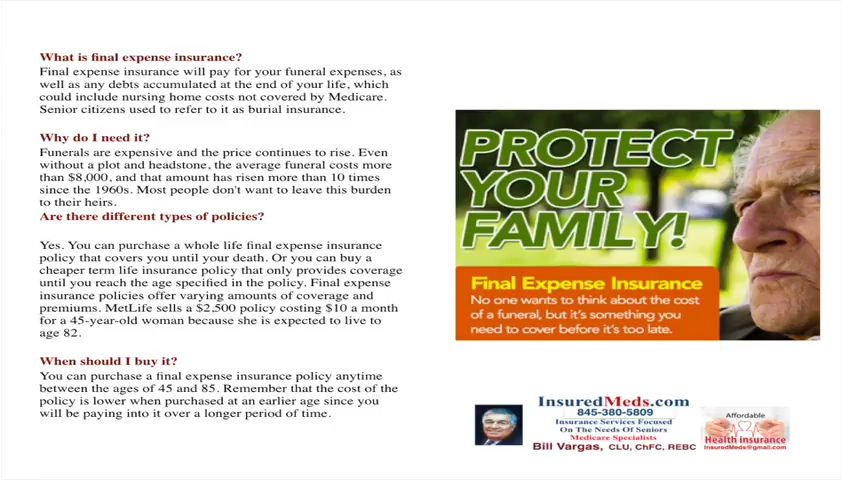 What is final expense insurance?
Final expense insurance will pay for your funeral expenses, as
well as any debts accumulated at the end of your life, which
could include nursing home costs not covered by Medicare.
Senior citizens used to refer to it as burial insurance.
Why do I need it?
Funerals are expensive and the price continues to rise. Even
without a plot and headstone, the average funeral costs more
than $8,000, and that amount has risen more than 10 times
since the 1960s. Most people don't want to leave this burden
to their heirs.
Are there different types of policies?
Yes. You can purchase a whole life final expense insurance
policy that covers you until your death. Or you can buy a
cheaper term life insurance policy that only provides coverage
until you reach the age specified in the policy. Final expense
insurance policies offer varying amounts of coverage and
premiums. MetLife sells a $2,500 policy costing $10 a month
for a 45-year-old woman because she is expected to live to
age 82.
When should I buy it?
You can purchase a final expense insurance policy anytime
between the ages of 45 and 85. Remember that the cost of the
policy is lower when purchased at an earlier age since you
will be paying into it over a longer period of time.
PROTECT
YOUR
FAMILY!
Final Expense Insurance
No one wants to think about the cost
of a funeral, but it's something you
need to cover before it's too late.
InsuredMeds.com
845-380-5809
Insurance Services Focused
On The Needs Of Seniors
Medicare Specialists
Bill Vargas, CLU, ChFC, REBC
Affordable
Health insurance
InsuredMeds@gmail.com